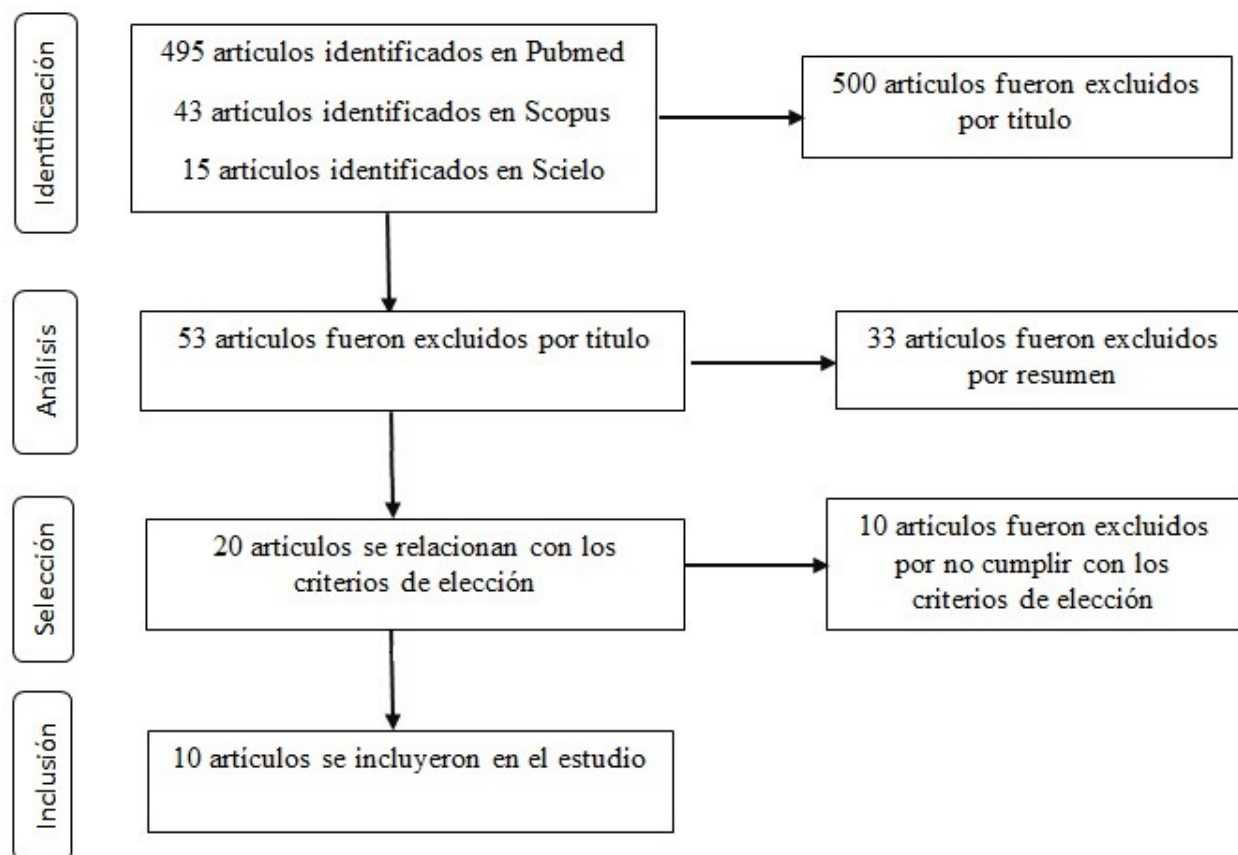 Identificación
495 artículos identificados en Pubmed
43 artículos identificados en Scopus
15 artículos identificados en Scielo
500 artículos fueron excluidos
por titulo
Análisis
53 artículos fueron excluidos por titulo
33 artículos fueron excluidos
por resumen
Selección
20 artículos se relacionan con los
criterios de elección
10 artículos fueron excluidos
por no cumplir con los
criterios de elección
Inclusión
10 artículos se incluyeron en el estudio